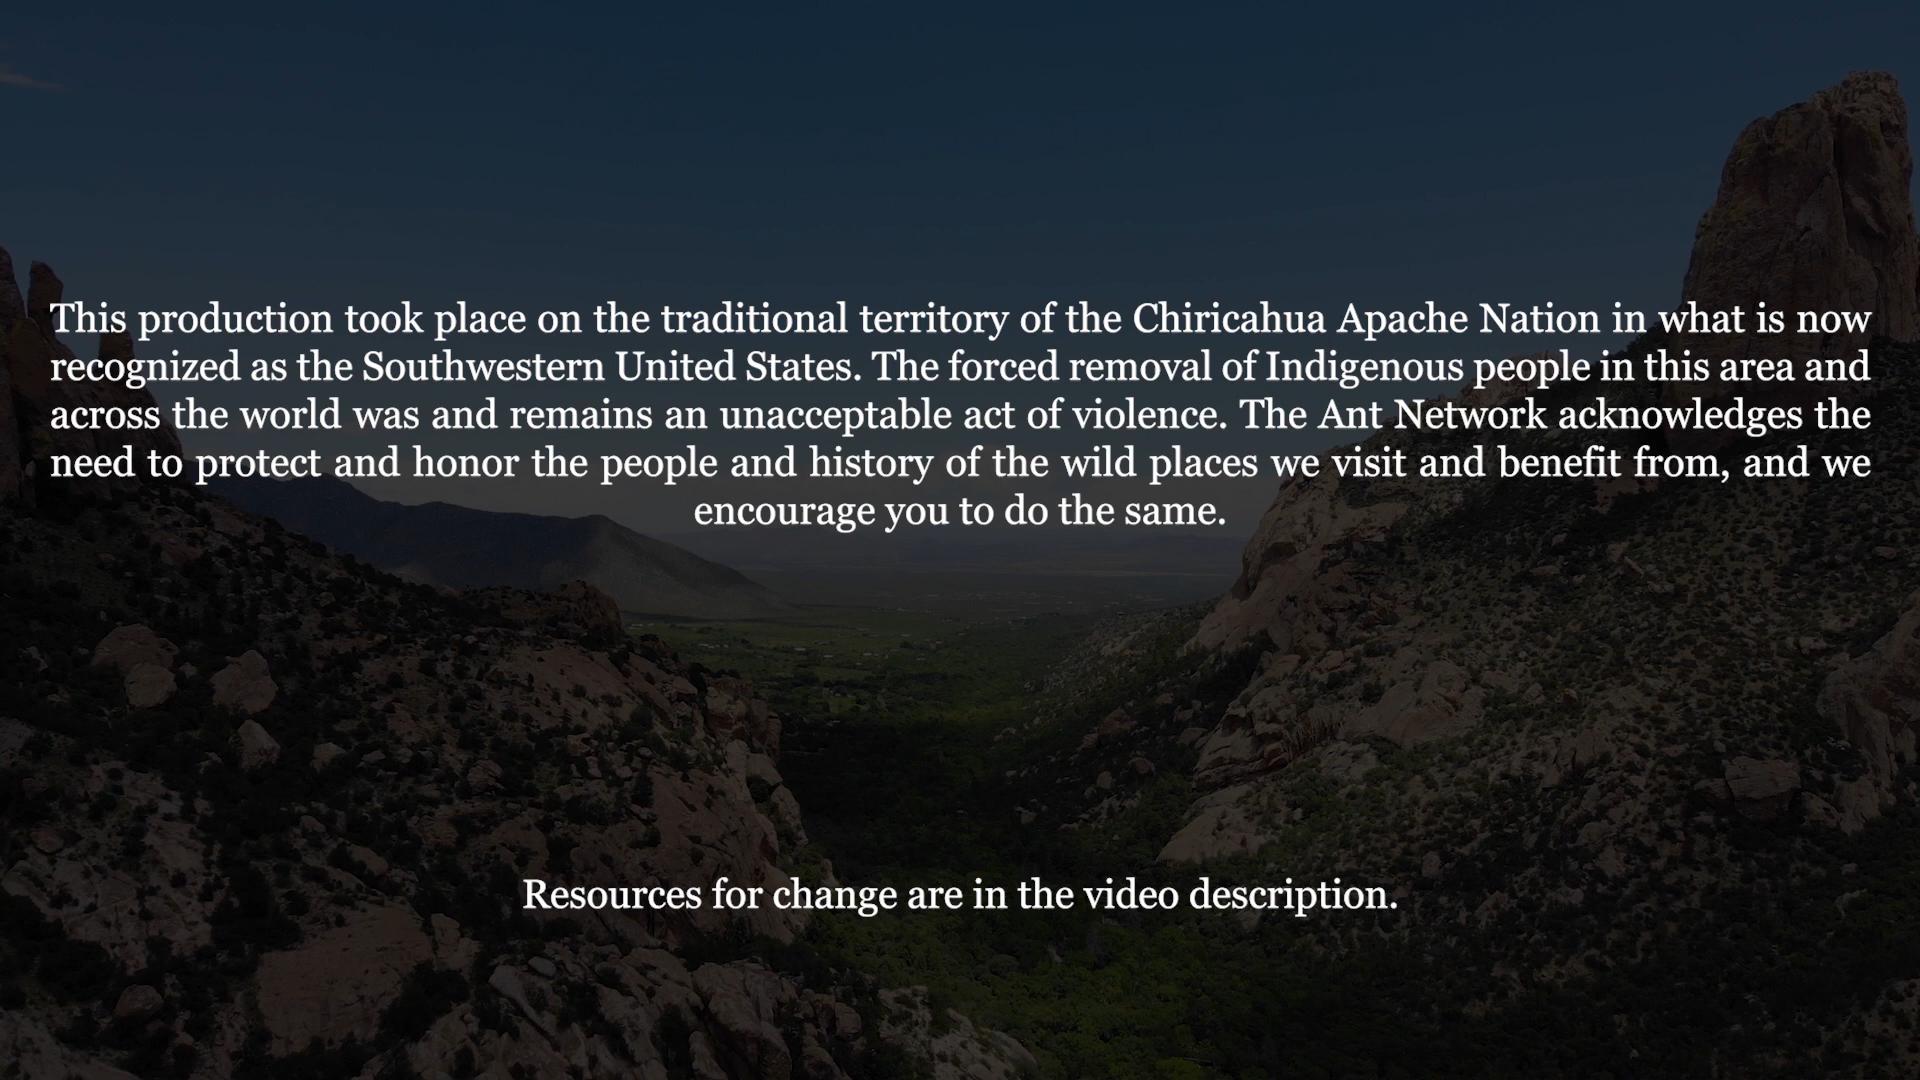 This production took place on the traditional territory of the Chiricahua Apache Nation in what is now
recognized as the Southwestern United States. The forced removal of Indigenous people in this area and
across the world was and remains an unacceptable act of violence. The Ant Network acknowledges the
need to protect and honor the people and history of the wild places we visit and benefit from, and we
encourage you to do the same.
Resources for change are in the video description.